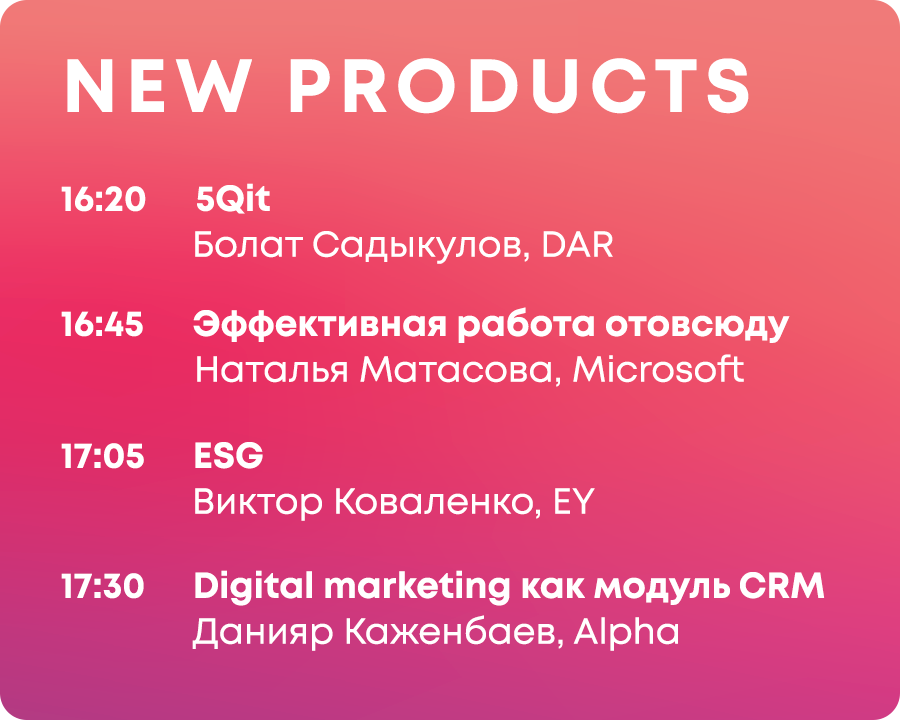 NEW PRODUCTS
16:20 5Qit
Болат Садыкулов, DAR
16:45 Эффективная работа отовсюду
Наталья Матасова, Microsoft
17:05 ESG
Виктор Коваленко, EY
17:30 Digital marketing как модуль CRM
Данияр Каженбаев, Alpha